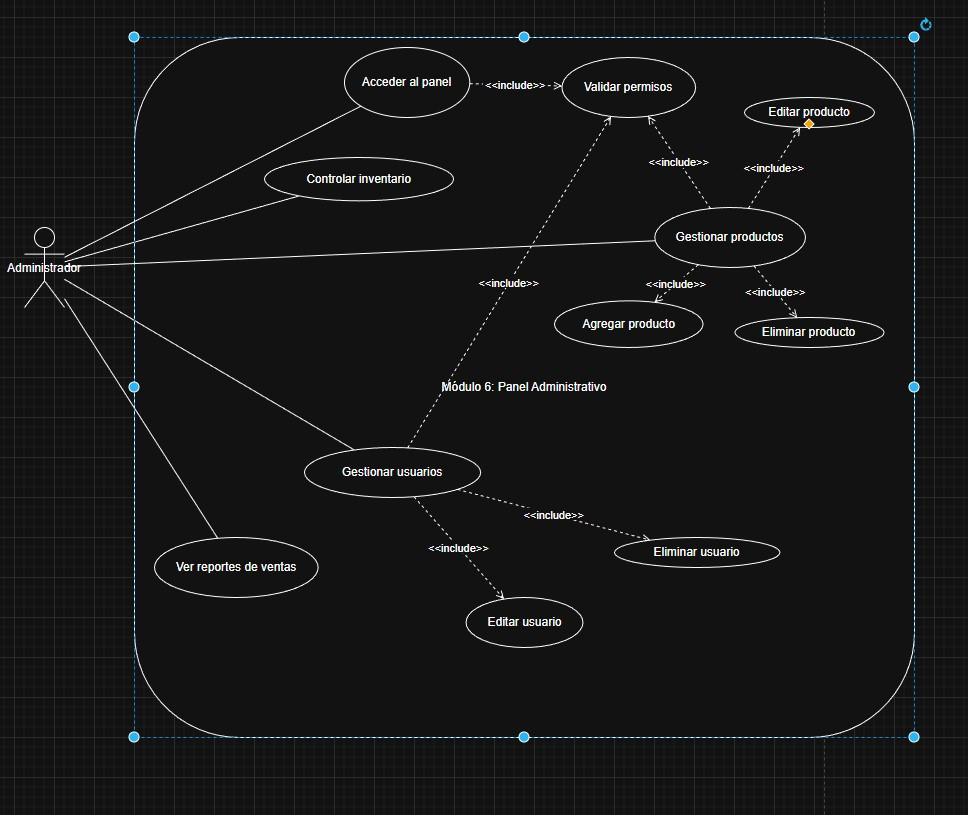 Acceder al panel
<<include>>
Validar permisos
Editar producto
<<include>>
<<include>>
Controlar inventario
Gestionar productos
Administrador
<<include>>
<<include>>
<<include>>
Agregar producto
Eliminar producto
Módulo 6: Panel Administrativo
Gestionar usuarios
<<include>>
<<include>>
Eliminar usuario
Ver reportes de ventas
Editar usuario